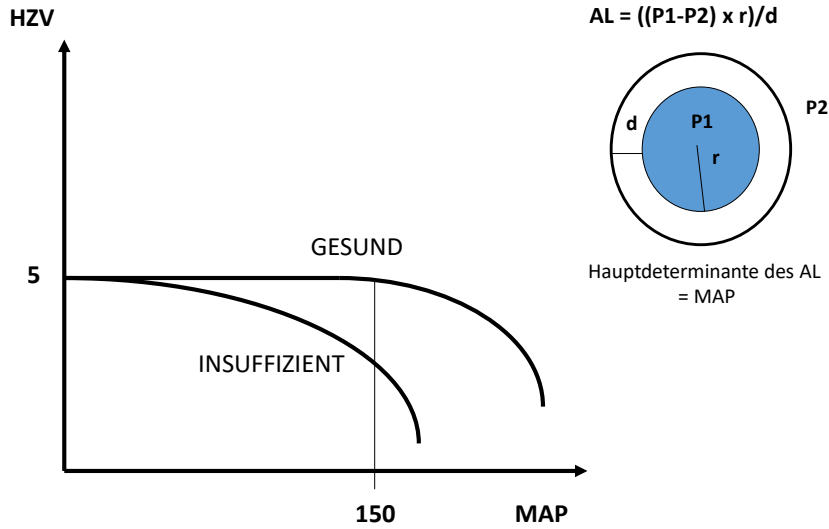 HZV
AL = ((P1-P2) x r)/d
P2
d
P1
r
GESUND
5
Hauptdeterminante des AL
= MAP
INSUFFIZIENT
150
MAP